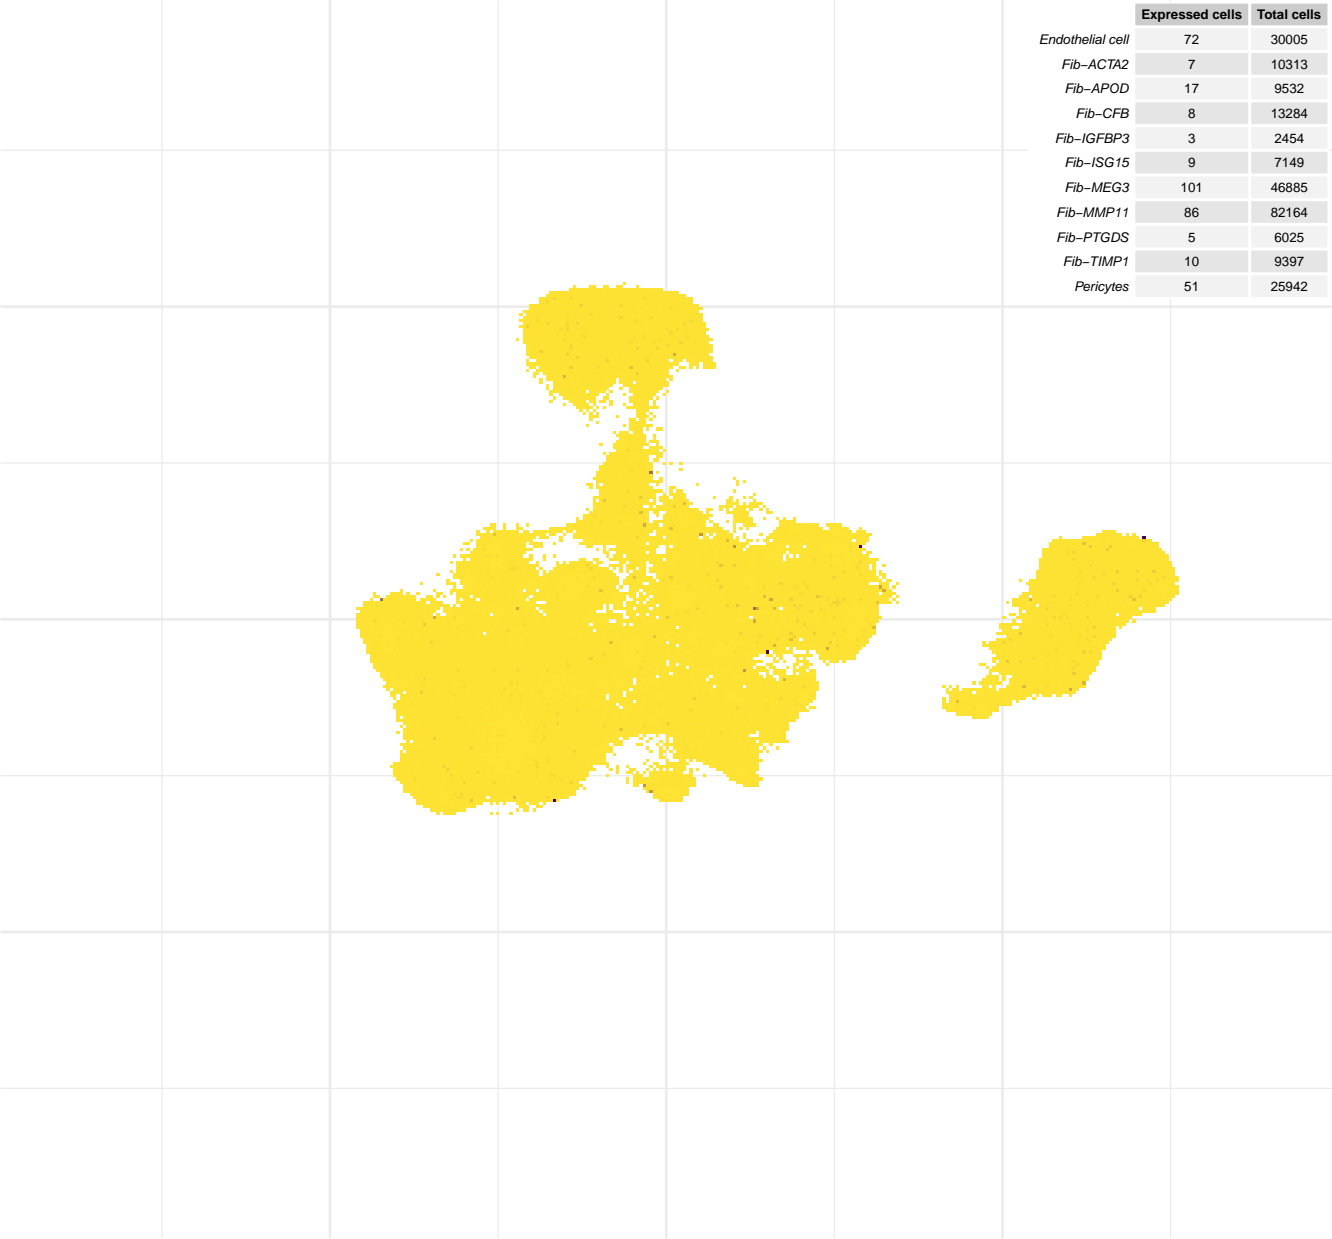 Expressed cells Total cells
Endothelial cell 72 30005
Fib−ACTA2 7 10313
Fib−APOD 17 9532
Fib−CFB 8 13284
Fib−IGFBP3 3 2454
Fib−ISG15 9 7149
Fib−MEG3 101 46885
Fib−MMP11 86 82164
Fib−PTGDS 5 6025
Fib−TIMP1 10 9397
Pericytes 51 25942